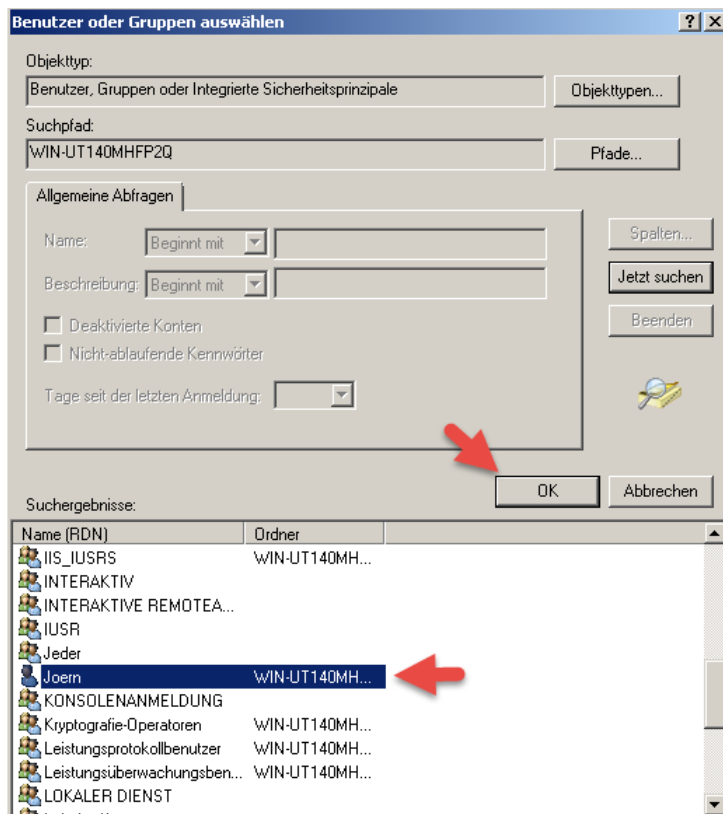 Benutzer oder Gruppen auswählen
Objekttyp:
Benutzer, Gruppen oder Integrierte Sicherheitsprinzipale
Objekttypen...
Suchpfad:
WIN-UT140MHFP2Q
Pfade...
Allgemeine Abfragen
Name: Beginnt mit
Beschreibung: Beginnt mit
Deaktivierte Konten
Nicht-ablaufende Kennwörter
Tage seit der letzten Anmeldung:
Spalten...
Jetzt suchen
Beenden
OK Abbrechen
Suchergebnisse:
Name (RDN) Ordner
IIS_IUSRS WIN-UT140MH...
INTERAKTIV
INTERAKTIVE REMOTEA...
IUSR
Jeder
Joern WIN-UT140MH...
KONSOLENANMELDUNG
Kryptografie-Operatoren WIN-UT140MH...
Leistungsprotokollbenutzer WIN-UT140MH...
Leistungsüberwachungsben... WIN-UT140MH...
LOKALER DIENST